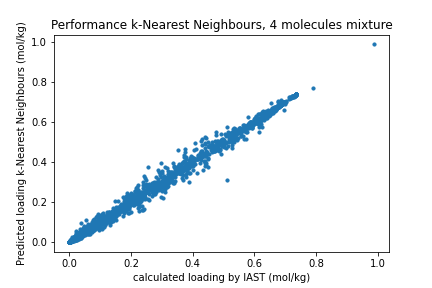 Performance k-Nearest Neighbours, 4 molecules mixture
Predicted loading k-Nearest Neighbours (mol/kg)
1.0
0.8
0.6
0.4
0.2
0.0
0.0 0.2 0.4 0.6 0.8 1.0
calculated loading by IAST (mol/kg)